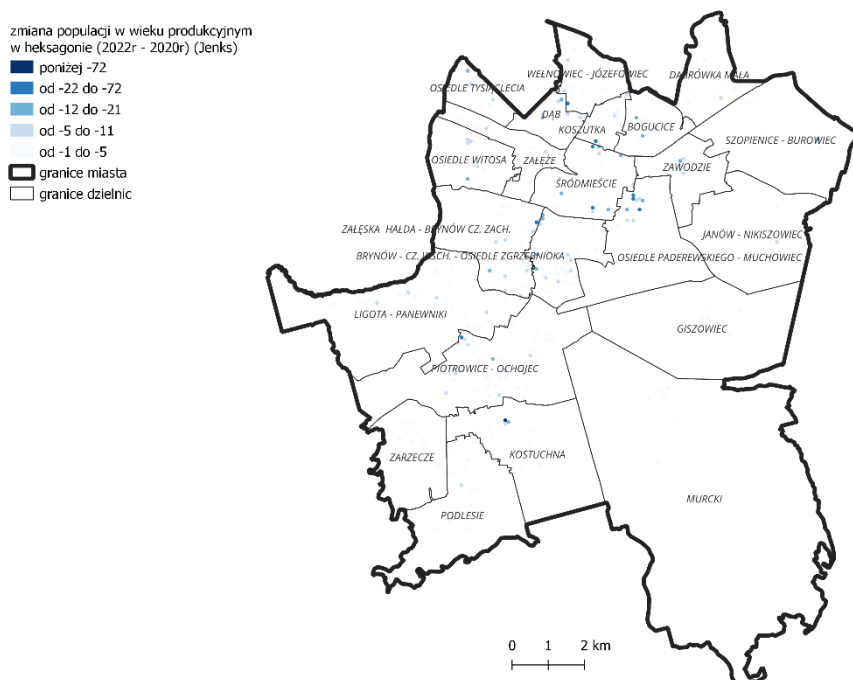 zmiana populacji w wieku produkcyjnym
w heksagonie (2022r - 2020r) (Jenks)
poniżej -72
od -22 do -72
od -12 do -21
od -5 do -11
od -1 do -5
granice miasta
granice dzielnic
WEŁNOWIEC - JÓZEFOWIEC
DĄBRÓWKA MAŁA
OSIEDLE TYSIĄCLECIA
DĄB
KOSZUTKA
BOGUCICE
SZOPIENICE - BUROWIEC
OSIEDLE WITOSA
ZAŁĘŻE
ZAWODZIE
ŚRÓDMIEŚCIE
ZAŁĘSKA HAŁDA - BRYNÓW CZ. ZACH.
JANÓW - NIKISZOWIEC
BRYNÓW - CZ. WSCH. - OSIEDLE ZGRZEBNIOKA
OSIEDLE PADEREWSKIEGO - MUCHOWIEC
LIGOTA - PANEWNIKI
GISZOWIEC
PIOTROWICE - OCHOJEC
ZARZECZE
KOSTUCHNA
MURCKI
PODLESIE
0 1 2 km